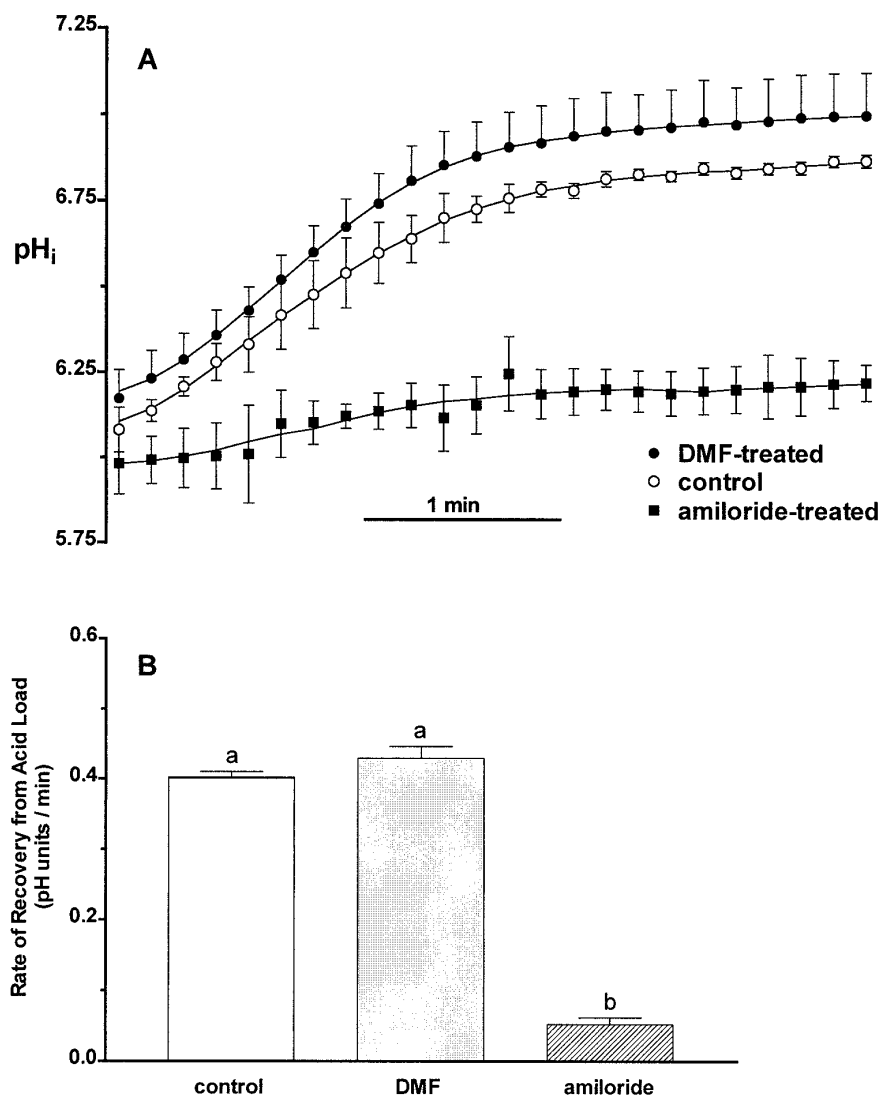 7.25
A
6.75
pHi
6.25
DMF-treated
control
1 min
amiloride-treated
5.75
0.6
B
Rate of Recovery from Acid Load
(pH units / min)
a
a
0.4
0.2
b
0.0
control DMF amiloride